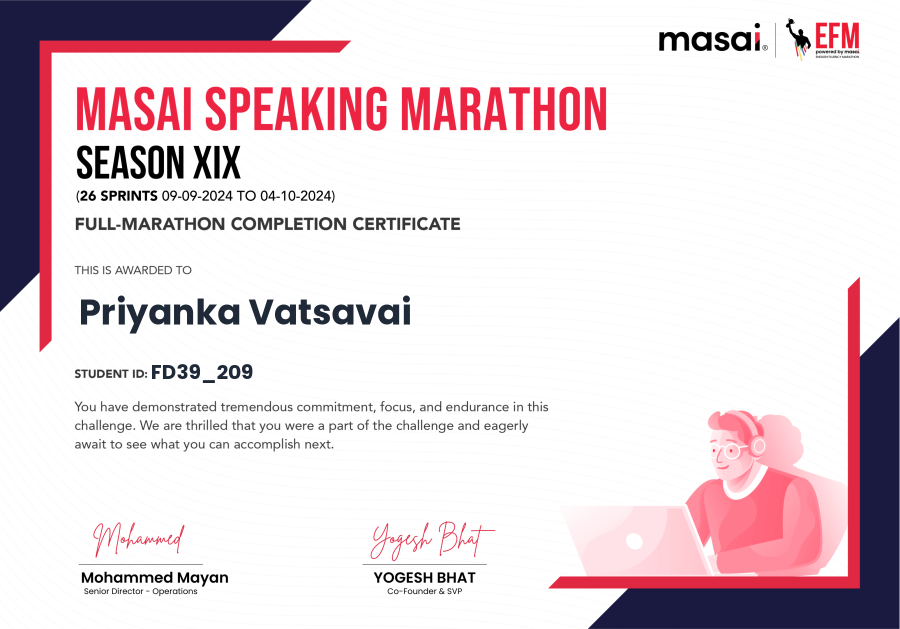 masai®
EFM
powered by masai
MASAI SPEAKING MARATHON
SEASON XIX
(26 SPRINTS 09-09-2024 TO 04-10-2024)
FULL-MARATHON COMPLETION CERTIFICATE
THIS IS AWARDED TO
Priyanka Vatsavai
STUDENT ID: FD39_209
You have demonstrated tremendous commitment, focus, and endurance in this
challenge. We are thrilled that you were a part of the challenge and eagerly
await to see what you can accomplish next.
Mohammed
Yogesh Bhat
Mohammed Mayan
YOGESH BHAT
Senior Director - Operations
Co-Founder & SVP